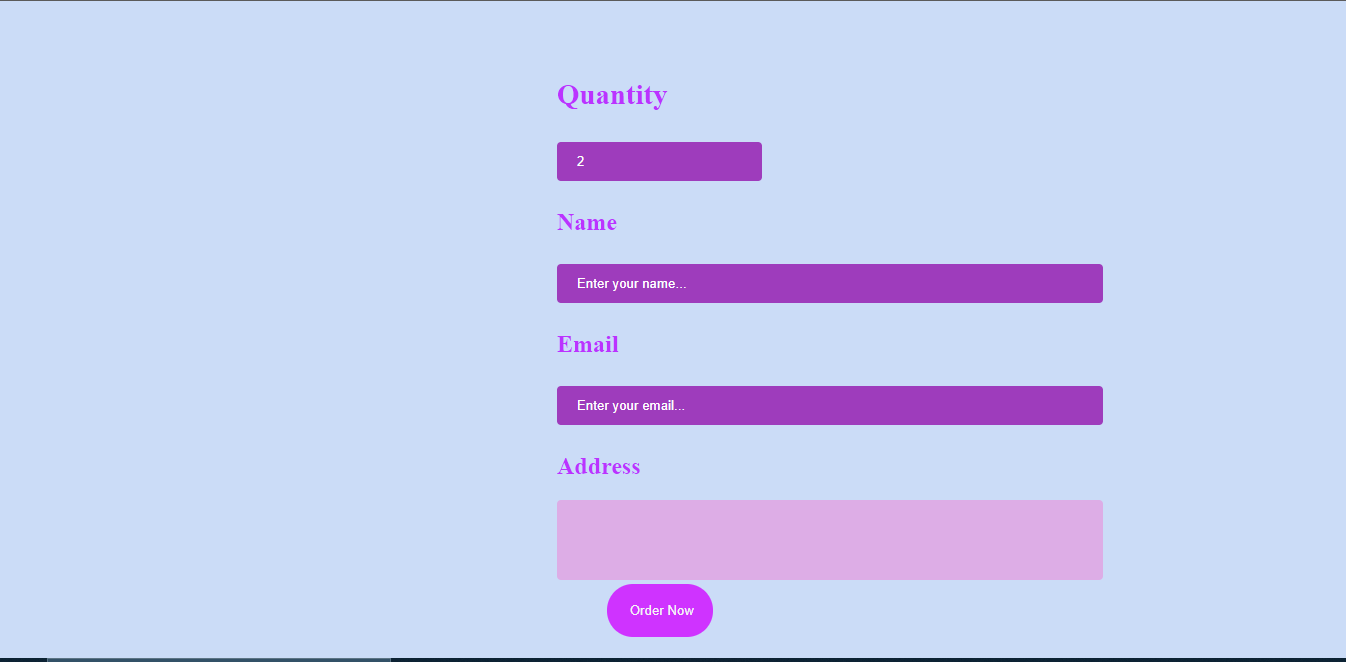 Quantity
2
Name
Enter your name...
Email
Enter your email...
Address
Order Now